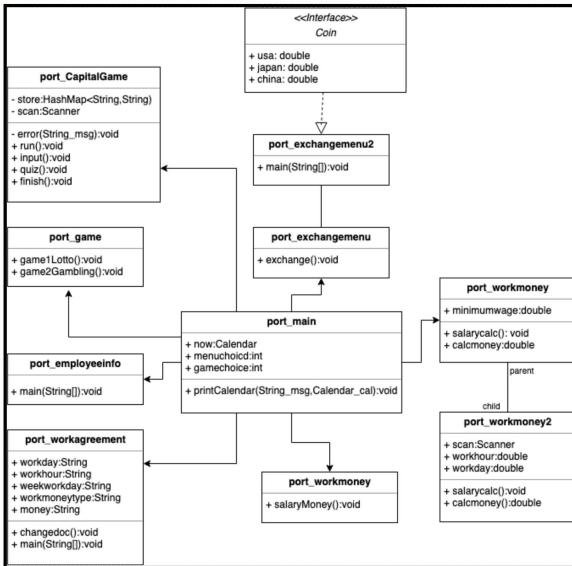 <<Interface>>
Coin
+ usa: double
+ japan: double
+ china: double
port_CapitalGame
- store:HashMap<String,String)
- scan:Scanner
- error(String_msg):void
+ run():void
+ input():void
+ quiz():void
+ finish():void
port_exchangemenu2
+ main(String[]):void
port_game
+ game1Lotto():void
+ game2Gambling():void
port_exchangemenu
+ exchange():void
port_workmoney
+ minimumwage:double
+ salarycalc(): void
+ calcmoney:double
port_main
+ now:Calendar
+ menuchoicd:int
+ gamechoice:int
+ printCalendar(String_msg,Calendar_cal):void
port_employeeinfo
+ main(String[]):void
parent
child
port_workmoney2
+ scan:Scanner
+ workhour:double
+ workday:double
+ salarycalc():void
+ calcmoney():double
port_workagreement
+ workday:String
+ workhour:String
+ weekworkday:String
+ workmoneytype:String
+ money:String
+ changedoc():void
+ main(String[]):void
port_workmoney
+ salaryMoney():void